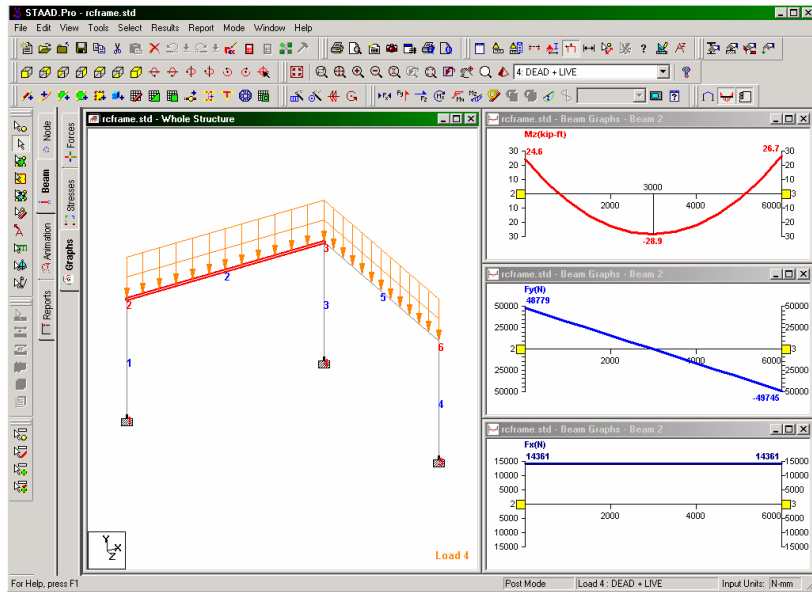 STAAD.Pro - rcframe.std
File Edit View Tools Select Results Report Mode Window Help
4: DEAD + LIVE
Node
Beam
Animation
Reports
Forces
Stresses
Graphs
rcframe.std - Whole Structure
2
2
3
5
6
1
3
4
Y
X
Z
Load 4
rcframe.std - Beam Graphs - Beam 2
Mz(kip-ft)
30 24.6 26.7 30
20 20
10 3000 10
2 3
10 2000 4000 6000 10
20 20
30 -28.9 30
rcframe.std - Beam Graphs - Beam 2
Fy(N)
50000 48779 50000
25000 25000
2 3
2000 4000 6000
25000 25000
50000 -49745 50000
rcframe.std - Beam Graphs - Beam 2
Fx(N)
15000 14361 14361 15000
10000 10000
5000 5000
2 3
5000 2000 4000 6000 5000
10000 10000
15000 15000
For Help, press F1 Post Mode Load 4 : DEAD + LIVE Input Units: N-mm